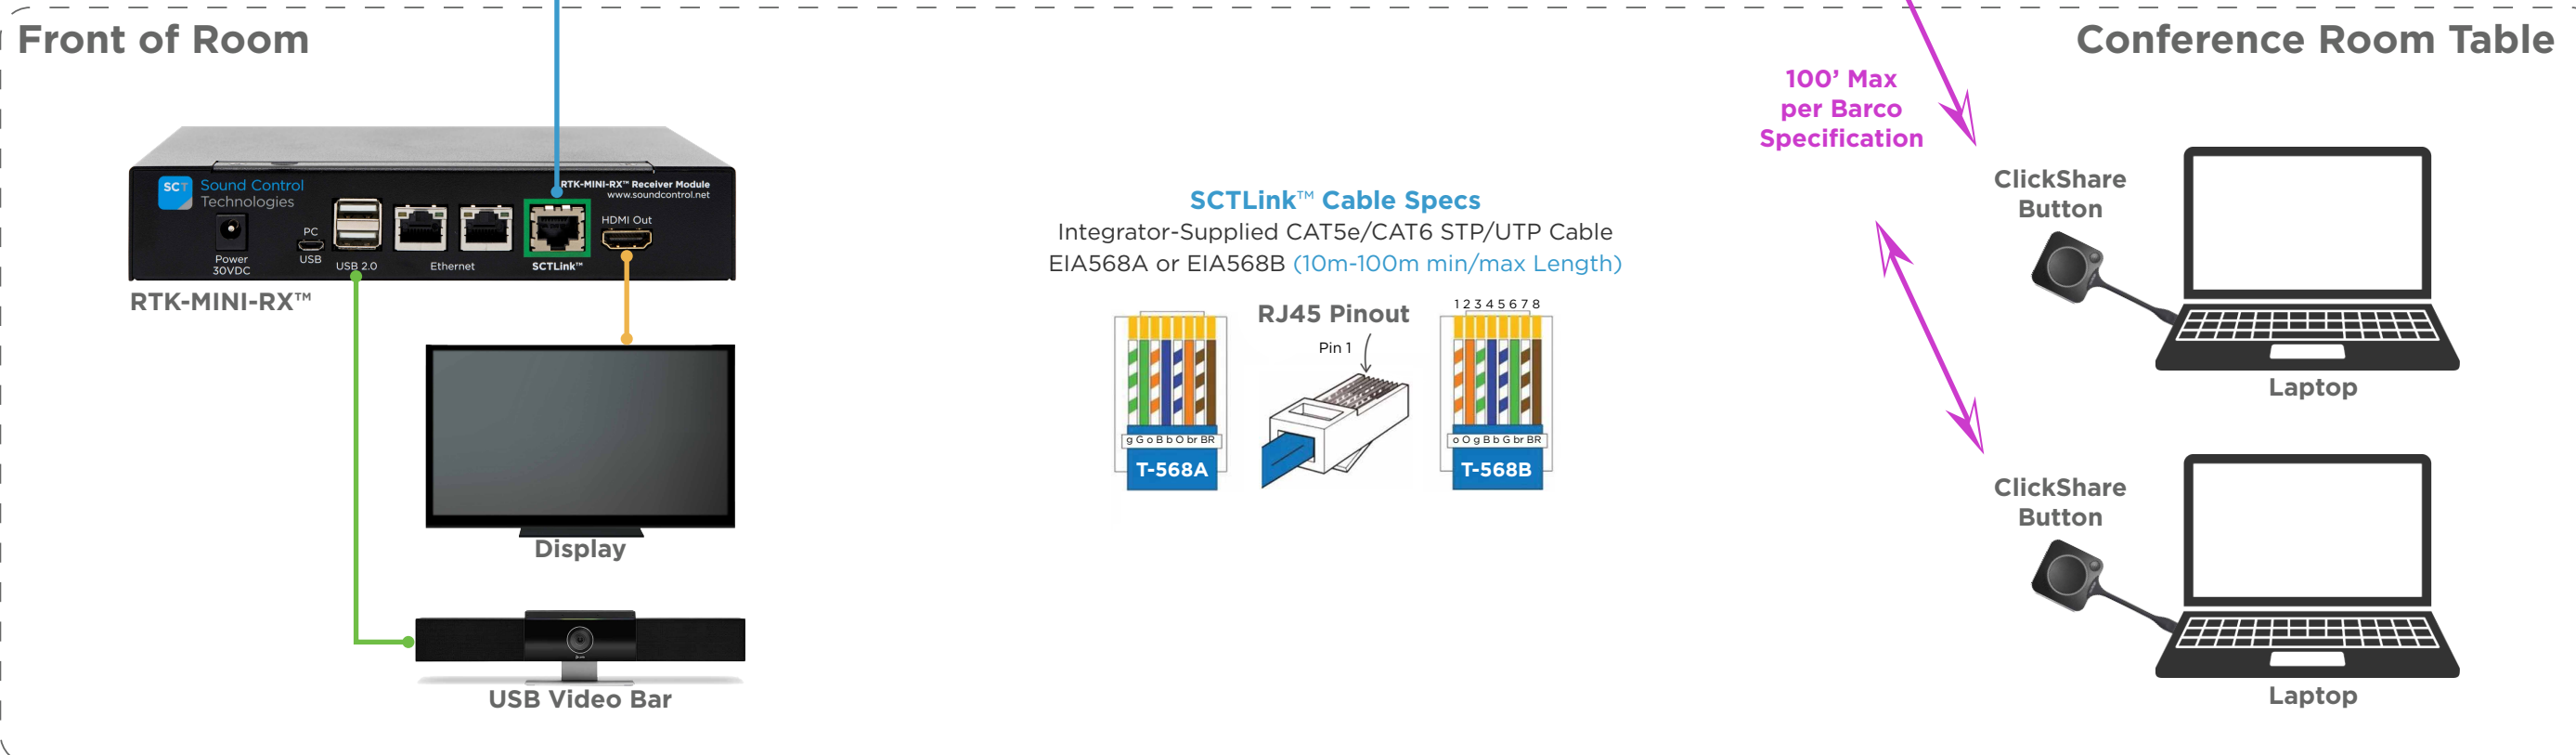 Front of Room
Conference Room Table
100’ Max
per Barco
Specification
SCT
Sound Control
Technologies
RTK-MINI-RX™ Receiver Module
www.soundcontrol.net
HDMI Out
PC
USB
Power
30VDC
USB 2.0
Ethernet
SCTLink™
RTK-MINI-RX™
Display
USB Video Bar
SCTLink™ Cable Specs
Integrator-Supplied CAT5e/CAT6 STP/UTP Cable
EIA568A or EIA568B (10m-100m min/max Length)
RJ45 Pinout
Pin 1
1 2 3 4 5 6 7 8
g G o B b O br BR
T-568A
o O g B b G br BR
T-568B
ClickShare
Button
Laptop
ClickShare
Button
Laptop